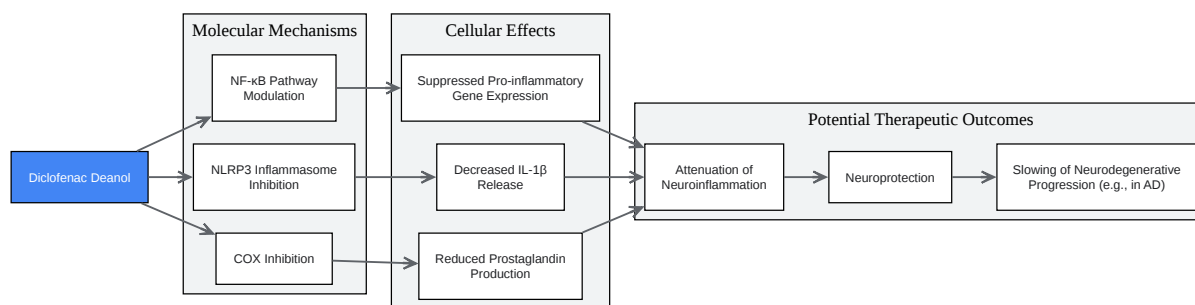 Molecular Mechanisms
Cellular Effects
NF-κB Pathway
Modulation
Suppressed Pro-inflammatory
Gene Expression
Potential Therapeutic Outcomes
Diclofenac Deanol
NLRP3 Inflammasome
Inhibition
Decreased IL-1β
Release
Attenuation of
Neuroinflammation
Neuroprotection
Slowing of Neurodegenerative
Progression (e.g., in AD)
COX Inhibition
Reduced Prostaglandin
Production